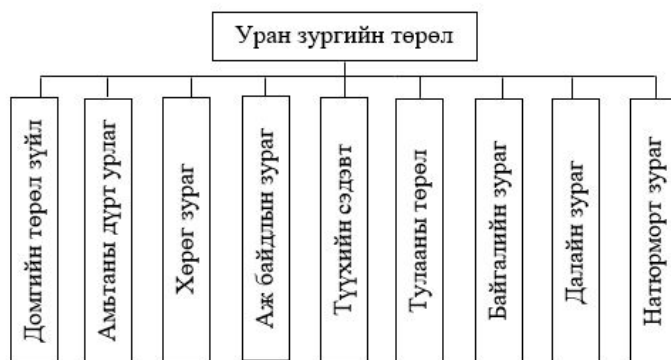 Уран зургийн төрөл
Домгийн төрөл зүйл
Амьтаны дүрт урлаг
Хөрөг зураг
Аж байдлын зураг
Түүхийн сэдэвт
Тулааны төрөл
Байгалийн зураг
Далайн зураг
Натюрморт зураг